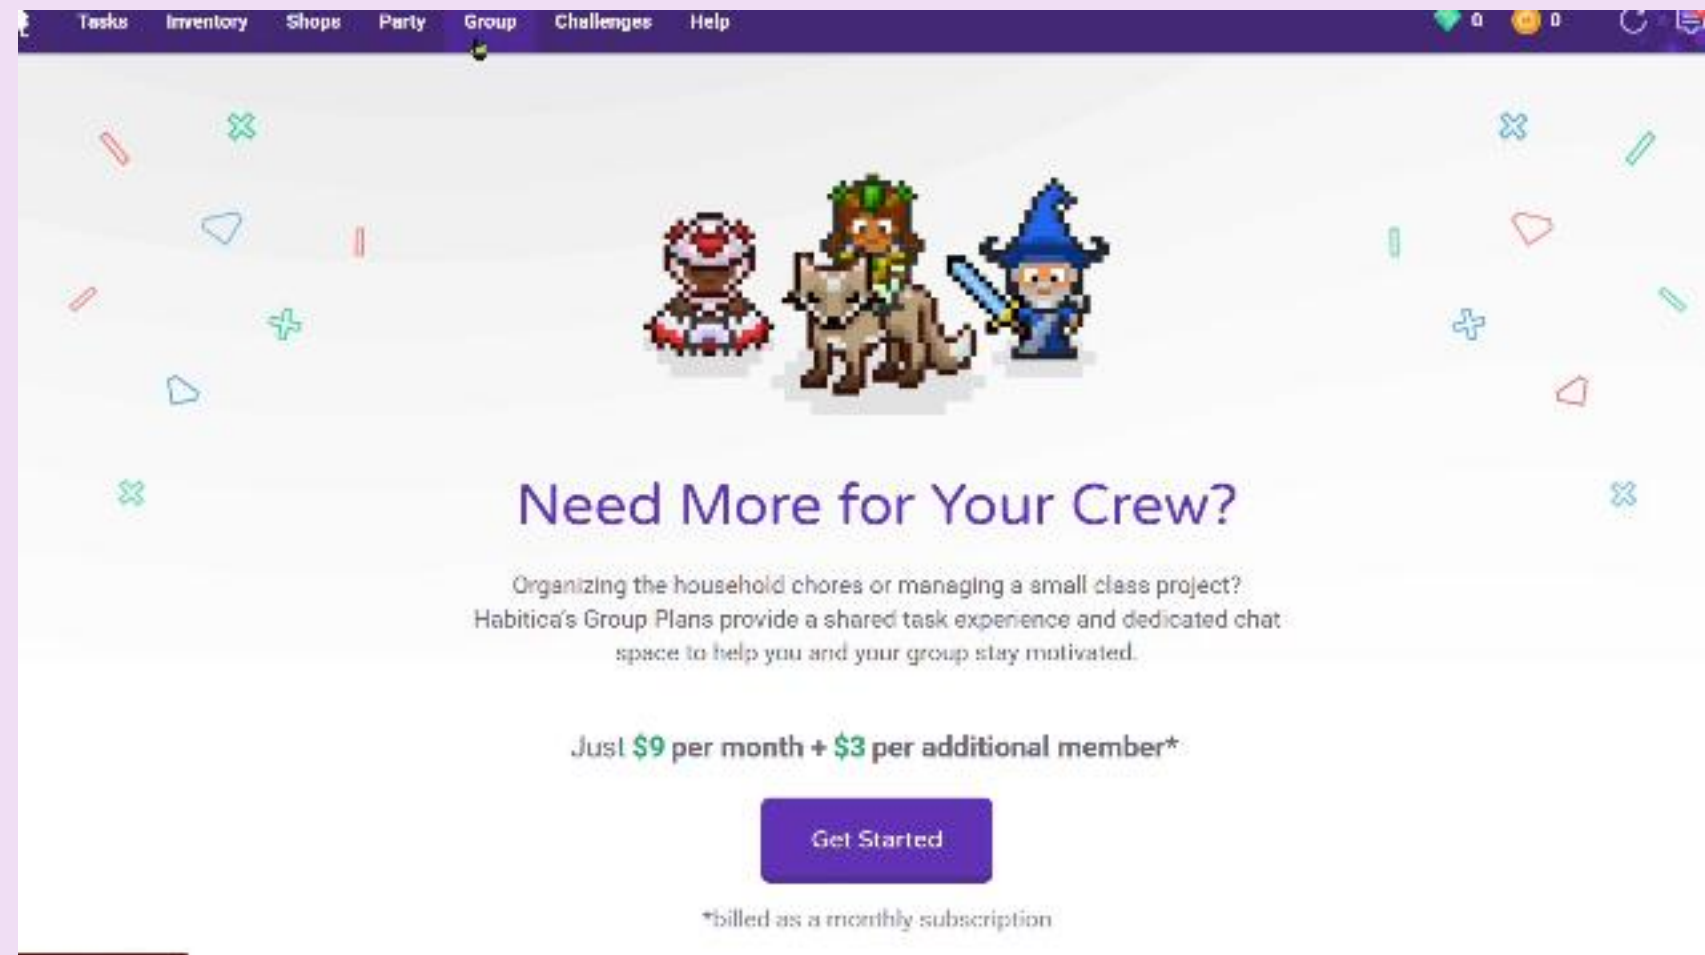 Tasks Inventory Shops Party Group Challenges Help 0 0
Need More for Your Crew?
Organizing the household chores or managing a small class project?
Habitica's Group Plans provide a shared task experience and dedicated chat
space to help you and your group stay motivated.
Just $9 per month + $3 per additional member*
Get Started
*billed as a monthly subscription